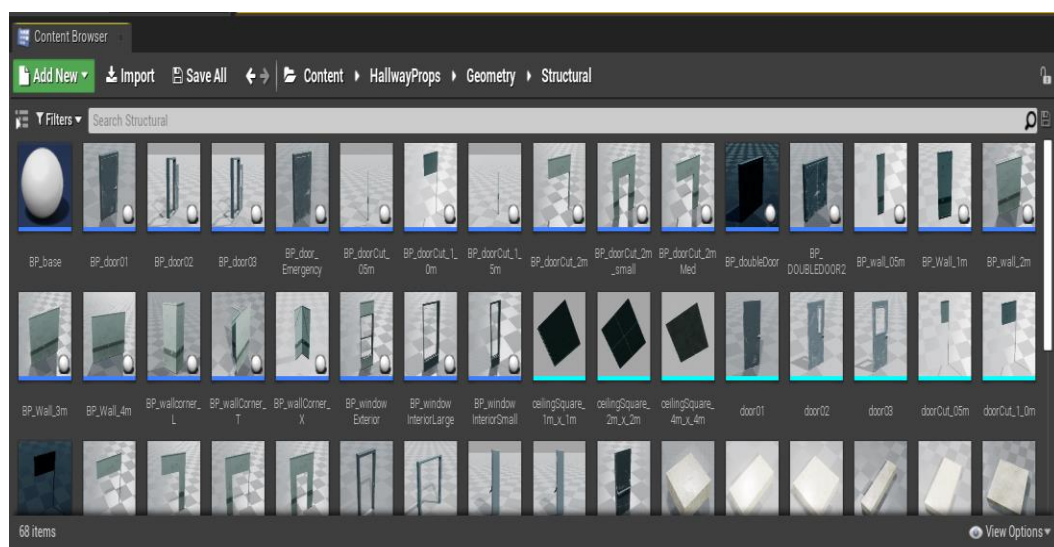 Content Browser
Add New Import Save All Content HallwayProps Geometry Structural
Filters Search Structural
BP_base
BP_door01
BP_door02
BP_door03
BP_door_
Emergency
BP_doorCut_
05m
BP_doorCut_1_
0m
BP_doorCut_1_
5m
BP_doorCut_2m
BP_doorCut_2m
_small
BP_doorCut_2m
Med
BP_doubleDoor
BP_
DOUBLEDOOR2
BP_wall_05m
BP_Wall_1m
BP_wall_2m
BP_Wall_3m
BP_Wall_4m
BP_wallcorner_
L
BP_wallCorner_
T
BP_wallCorner_
X
BP_window
Exterior
BP_window
InteriorLarge
BP_window
InteriorSmall
ceilingSquare_
1m_x_1m
ceilingSquare_
2m_x_2m
ceilingSquare_
4m_x_4m
door01
door02
door03
doorCut_05m
doorCut_1_0m
68 items
View Options